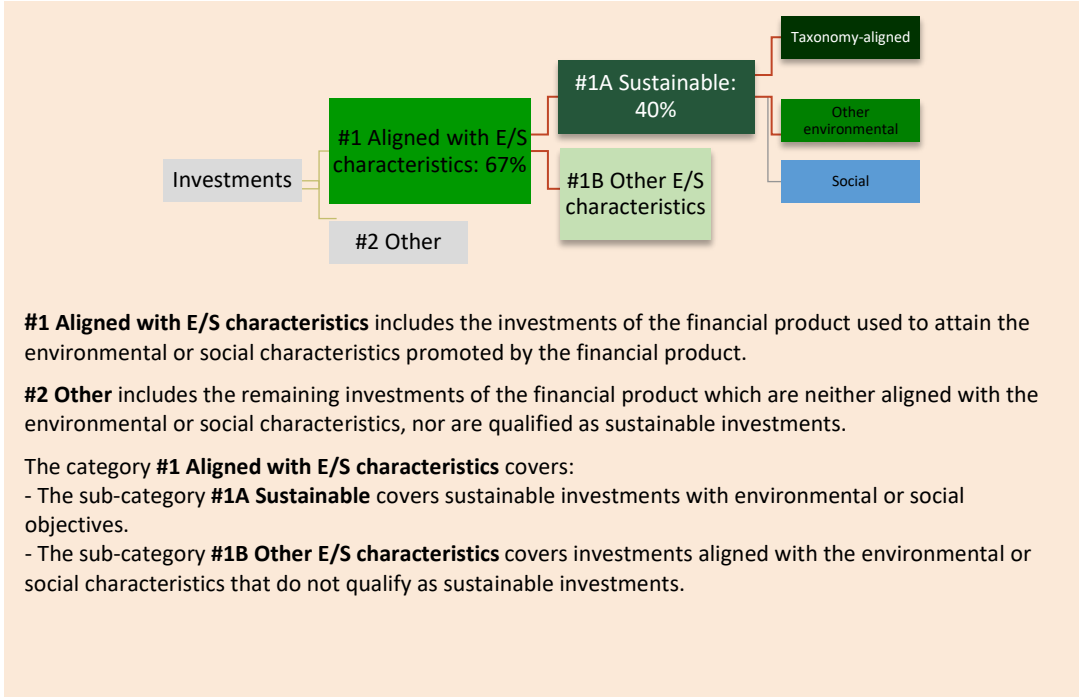 Taxonomy-aligned
#1A Sustainable:
40%
Other
environmental
#1 Aligned with E/S
characteristics: 67%
Investments
#1B Other E/S
characteristics
Social
#2 Other
#1 Aligned with E/S characteristics includes the investments of the financial product used to attain the
environmental or social characteristics promoted by the financial product.
#2 Other includes the remaining investments of the financial product which are neither aligned with the
environmental or social characteristics, nor are qualified as sustainable investments.
The category #1 Aligned with E/S characteristics covers:
- The sub-category #1A Sustainable covers sustainable investments with environmental or social
objectives.
- The sub-category #1B Other E/S characteristics covers investments aligned with the environmental or
social characteristics that do not qualify as sustainable investments.